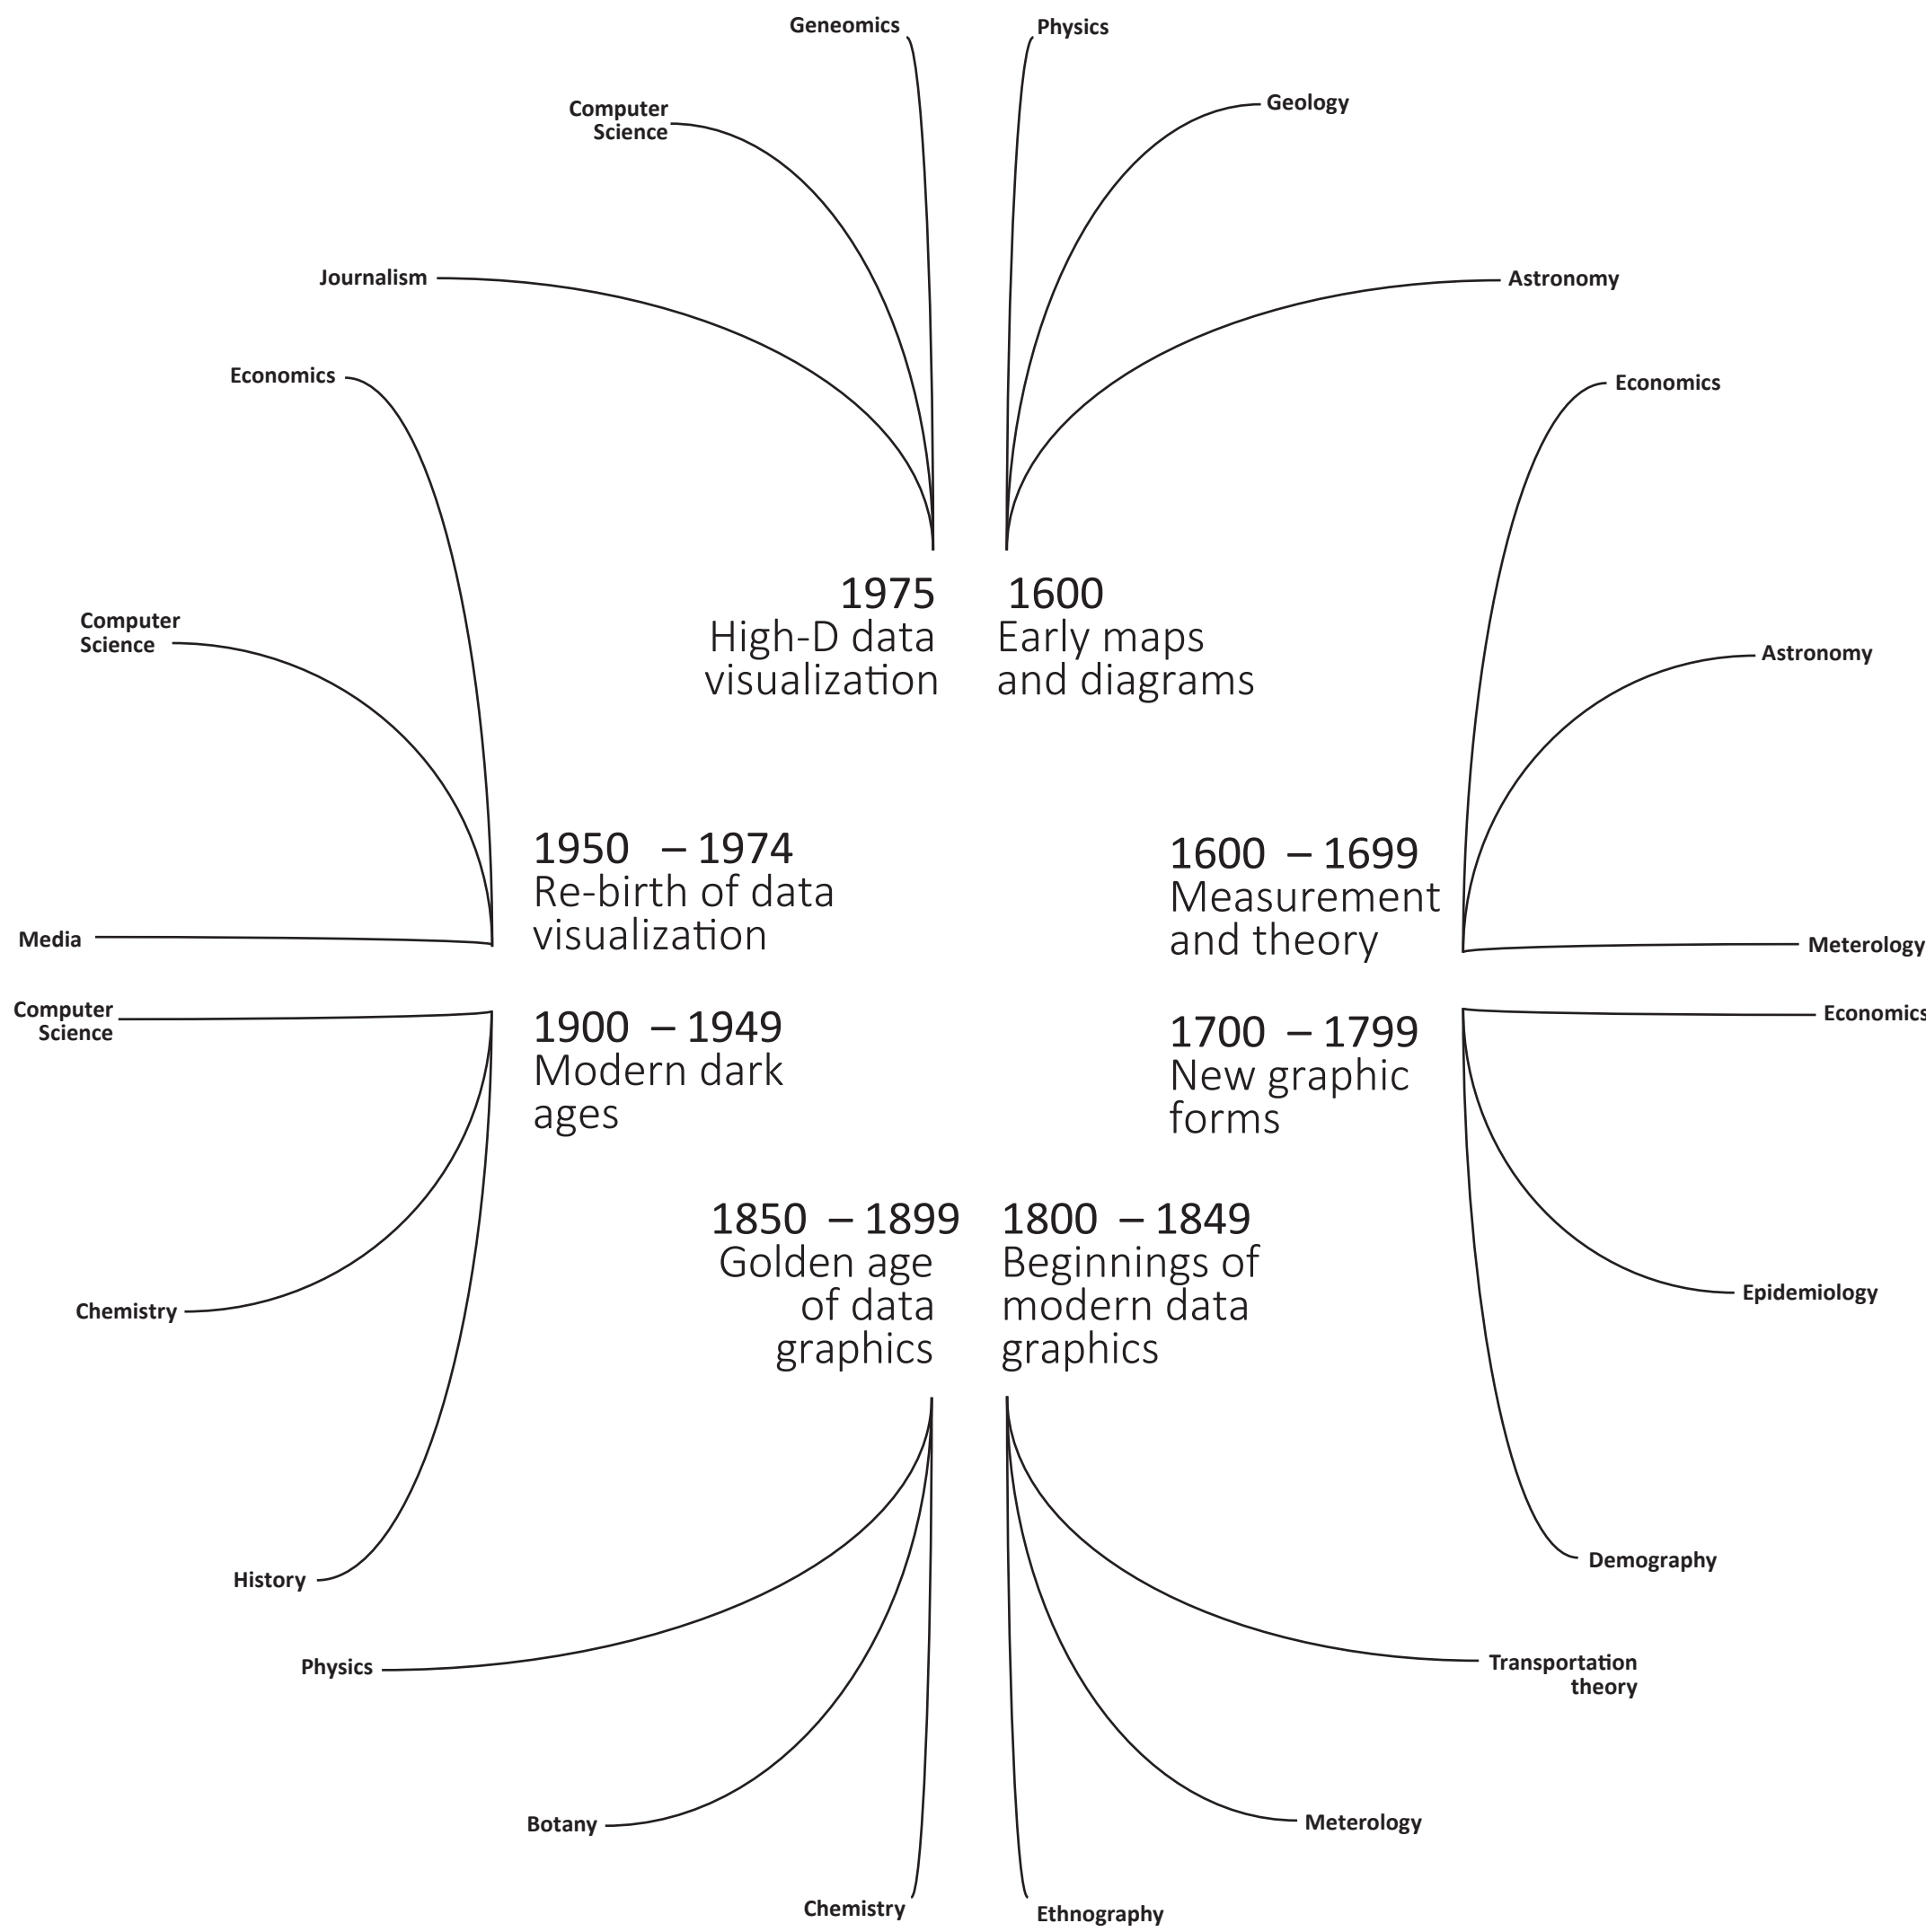 Geneomics
Physics
Computer
Science
Geology
Journalism
Astronomy
Economics
Economics
1975
High-D data
visualization
1600
Early maps
and diagrams
Computer
Science
Astronomy
1950 – 1974
Re-birth of data
visualization
1600 – 1699
Measurement
and theory
Media
Meterology
Computer
Science
1900 – 1949
Modern dark
ages
1700 – 1799
New graphic
forms
Economics
1850 – 1899
Golden age
of data
graphics
1800 – 1849
Beginnings of
modern data
graphics
Chemistry
Epidemiology
History
Demography
Physics
Transportation
theory
Botany
Meterology
Chemistry
Ethnography